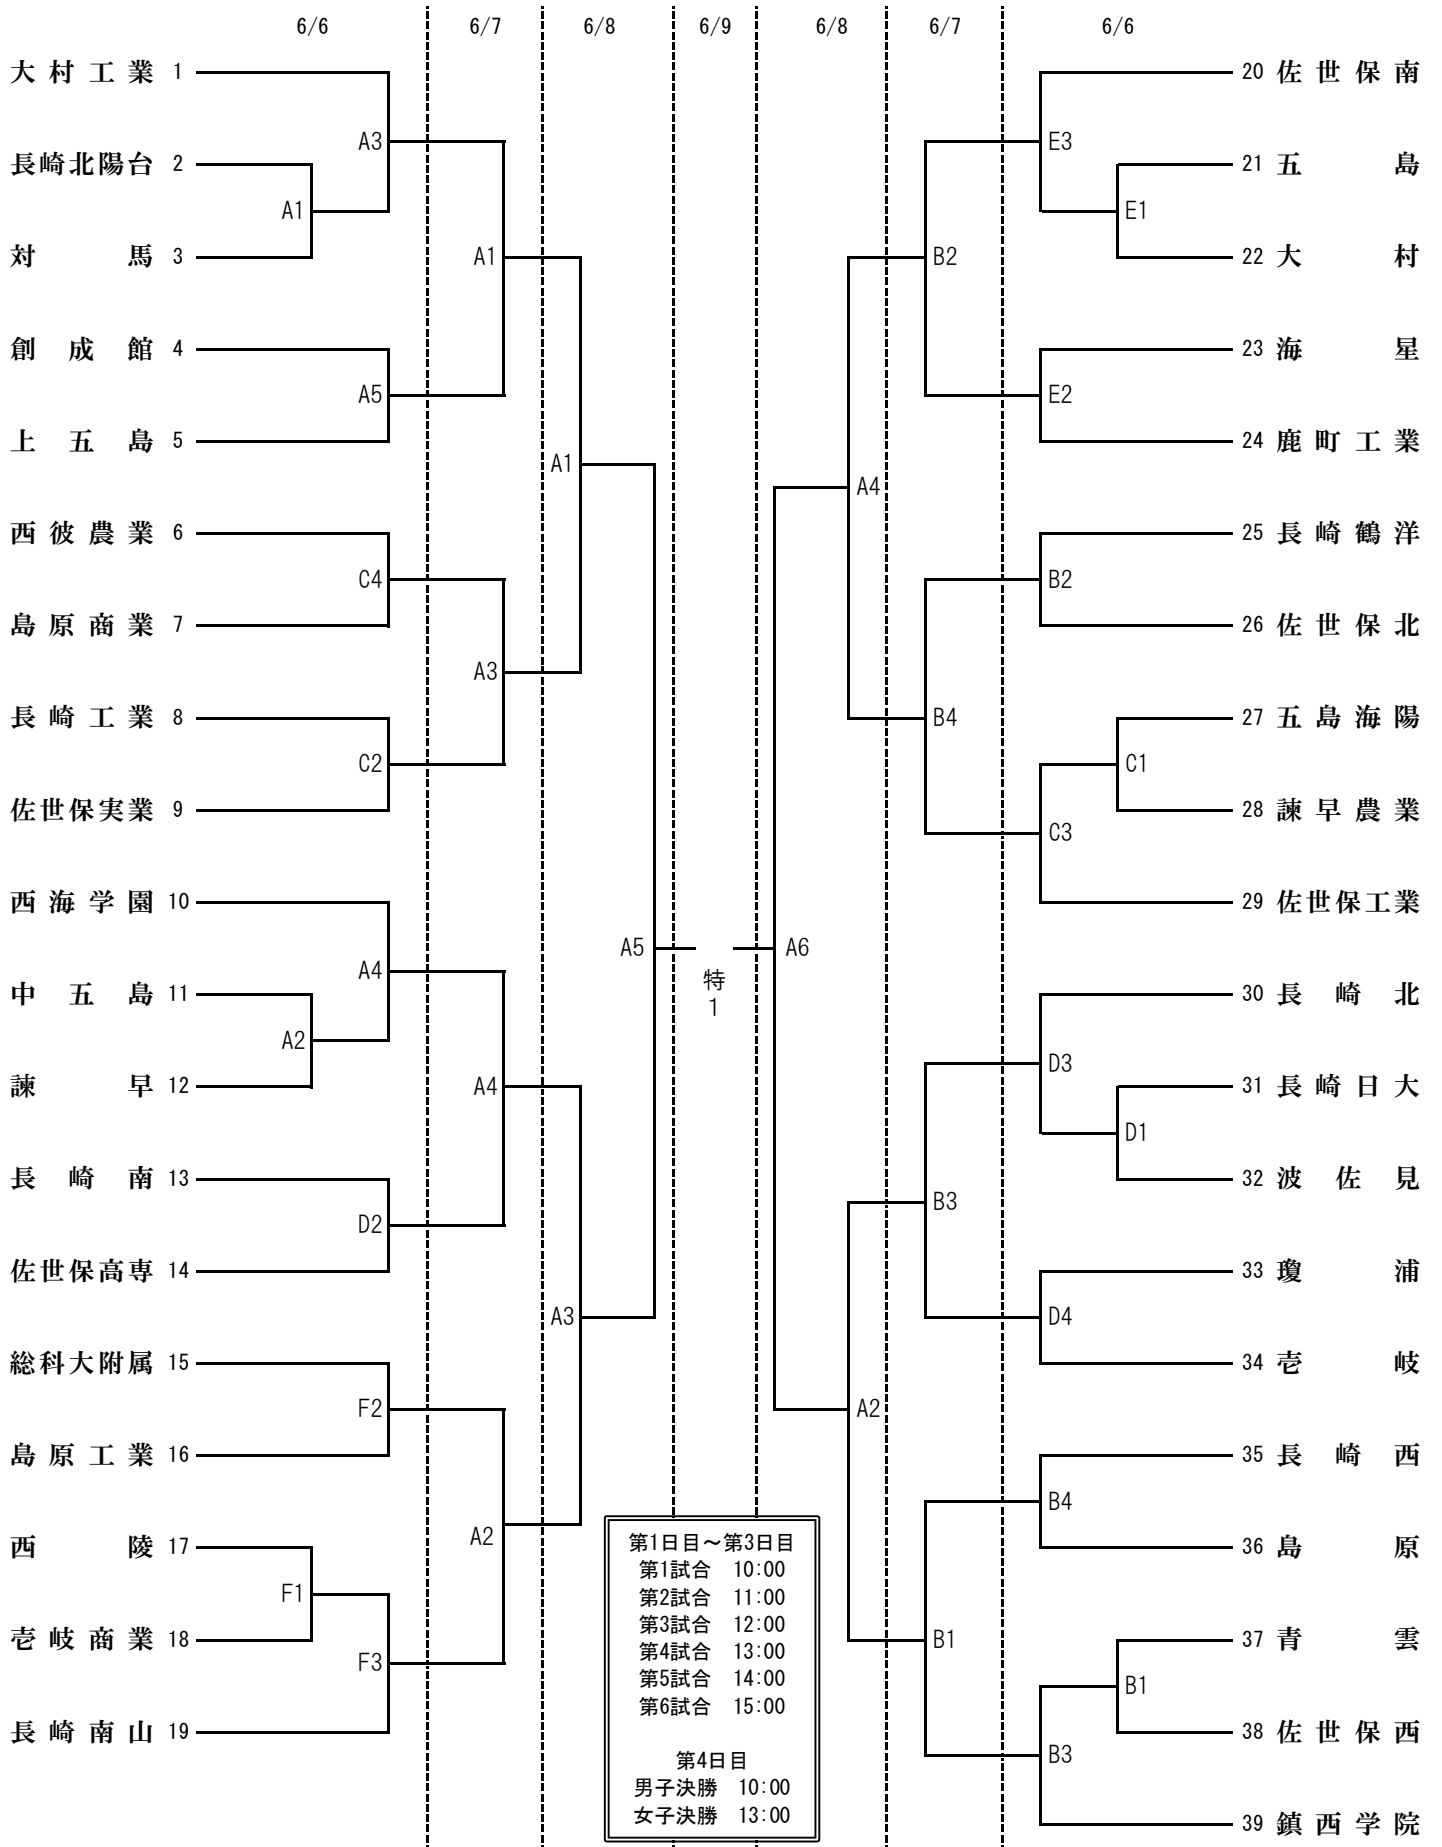 6/6 6/7 6/8 6/9 6/8 6/7 6/6
大村工業 1
長崎北陽台 2
対馬 3
創成館 4
上五島 5
西彼農業 6
島原商業 7
長崎工業 8
佐世保実業 9
西海学園 10
中五島 11
諫早 12
長崎南 13
佐世保高専 14
総科大附属 15
島原工業 16
西陵 17
壱岐商業 18
長崎南山 19
A3
A1
A5
C4
C2
A4
A2
D2
F2
F1
F3
A1
A3
A4
A2
A1
A3
A5
特
1
A6
A4
A2
B2
B4
B3
B1
E3
E1
E2
B2
C1
C3
D3
D1
D4
B4
B1
B3
20 佐世保南
21 五島
22 大村
23 海星
24 鹿町工業
25 長崎鶴洋
26 佐世保北
27 五島海陽
28 諫早農業
29 佐世保工業
30 長崎北
31 長崎日大
32 波佐見
33 瓊浦
34 壱岐
35 長崎西
36 島原
37 青雲
38 佐世保西
39 鎮西学院
第1日目～第3日目
第1試合 10:00
第2試合 11:00
第3試合 12:00
第4試合 13:00
第5試合 14:00
第6試合 15:00
第4日目
男子決勝 10:00
女子決勝 13:00